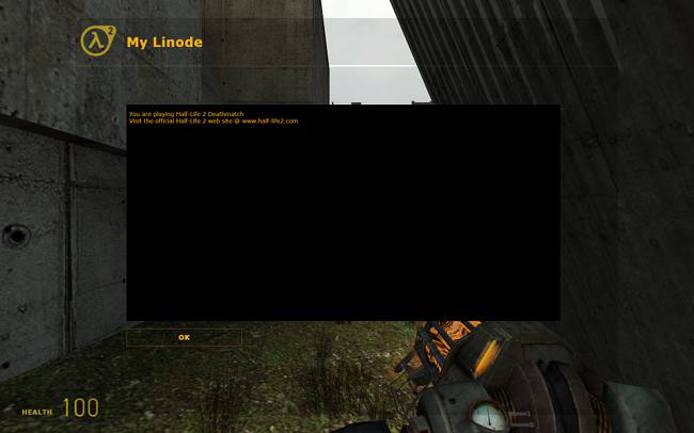 λ2
My Linode
You are playing Half-Life 2 Deathmatch
Visit the official Half-Life 2 web site @ www.half-life2.com
OK
HEALTH 100